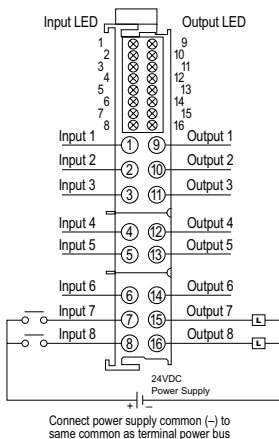 Input LED Output LED
1 9
2 10
3 11
4 12
5 13
6 14
7 15
8 16
Input 1 1 9 Output 1
Input 2 2 10 Output 2
Input 3 3 11 Output 3
Input 4 4 12 Output 4
Input 5 5 13 Output 5
Input 6 6 14 Output 6
Input 7 7 15 Output 7 L
Input 8 8 16 Output 8 L
24VDC
Power Supply
+ –
Connect power supply common (–) to
same common as terminal power bus